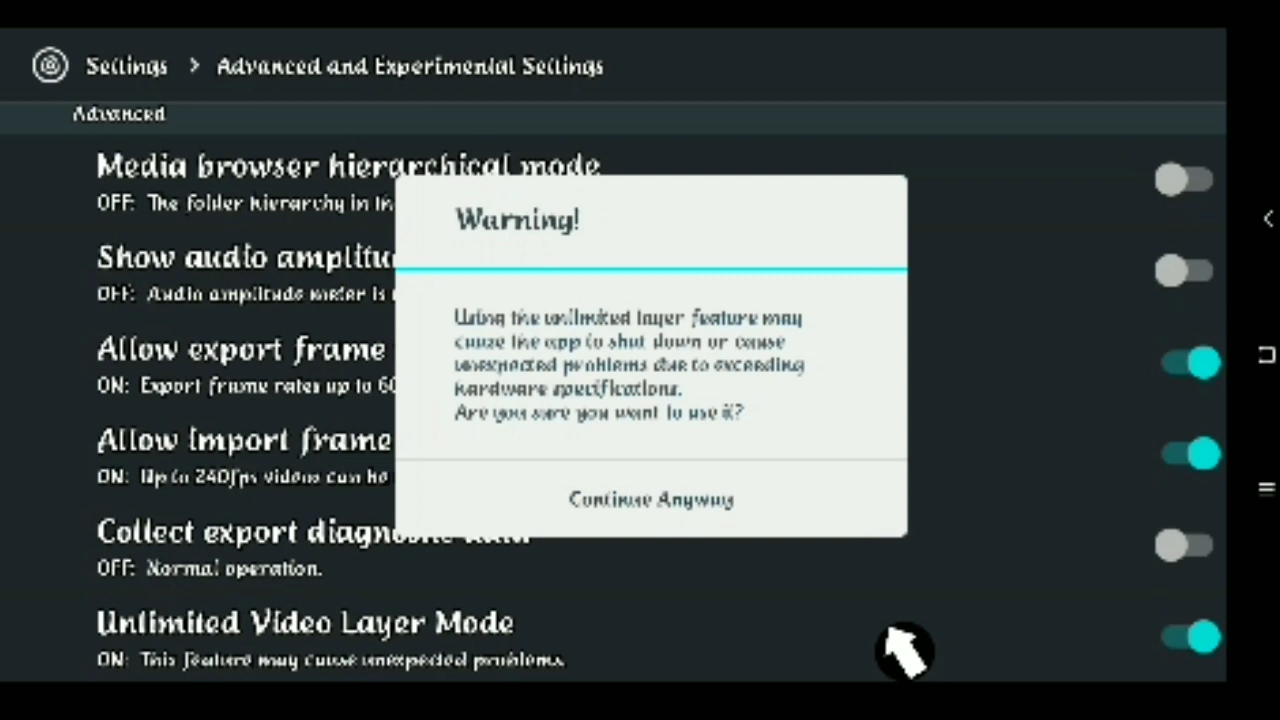 Settings > Advanced and Experimental Settings
Advanced
Media browser hierarchical mode
OFF: The folder hierarchy in th
Show audio amplitu
OFF: Audio amplitude meter is
Allow export frame
ON: Export frame rates up to 60
Allow import frame
ON: Up to 240fps videos can be
Collect export diagnostic data
OFF: Normal operation.
Unlimited Video Layer Mode
ON: This feature may cause unexpected problems.
Warning!
Using the unlimited layer feature may
cause the app to shut down or cause
unexpected problems due to exceeding
hardware specifications.
Are you sure you want to use it?
Continue Anyway